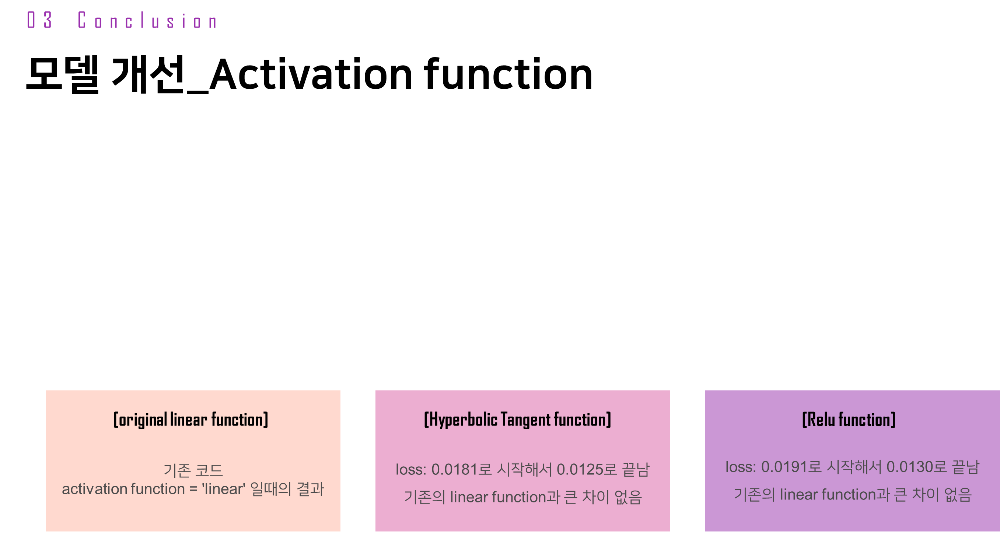 03 Conclusion
모델 개선_Activation function
[original linear function]
기존 코드
activation function = 'linear' 일때의 결과
[Hyperbolic Tangent function]
loss: 0.0181로 시작해서 0.0125로 끝남
기존의 linear function과 큰 차이 없음
[Relu function]
loss: 0.0191로 시작해서 0.0130로 끝남
기존의 linear function과 큰 차이 없음